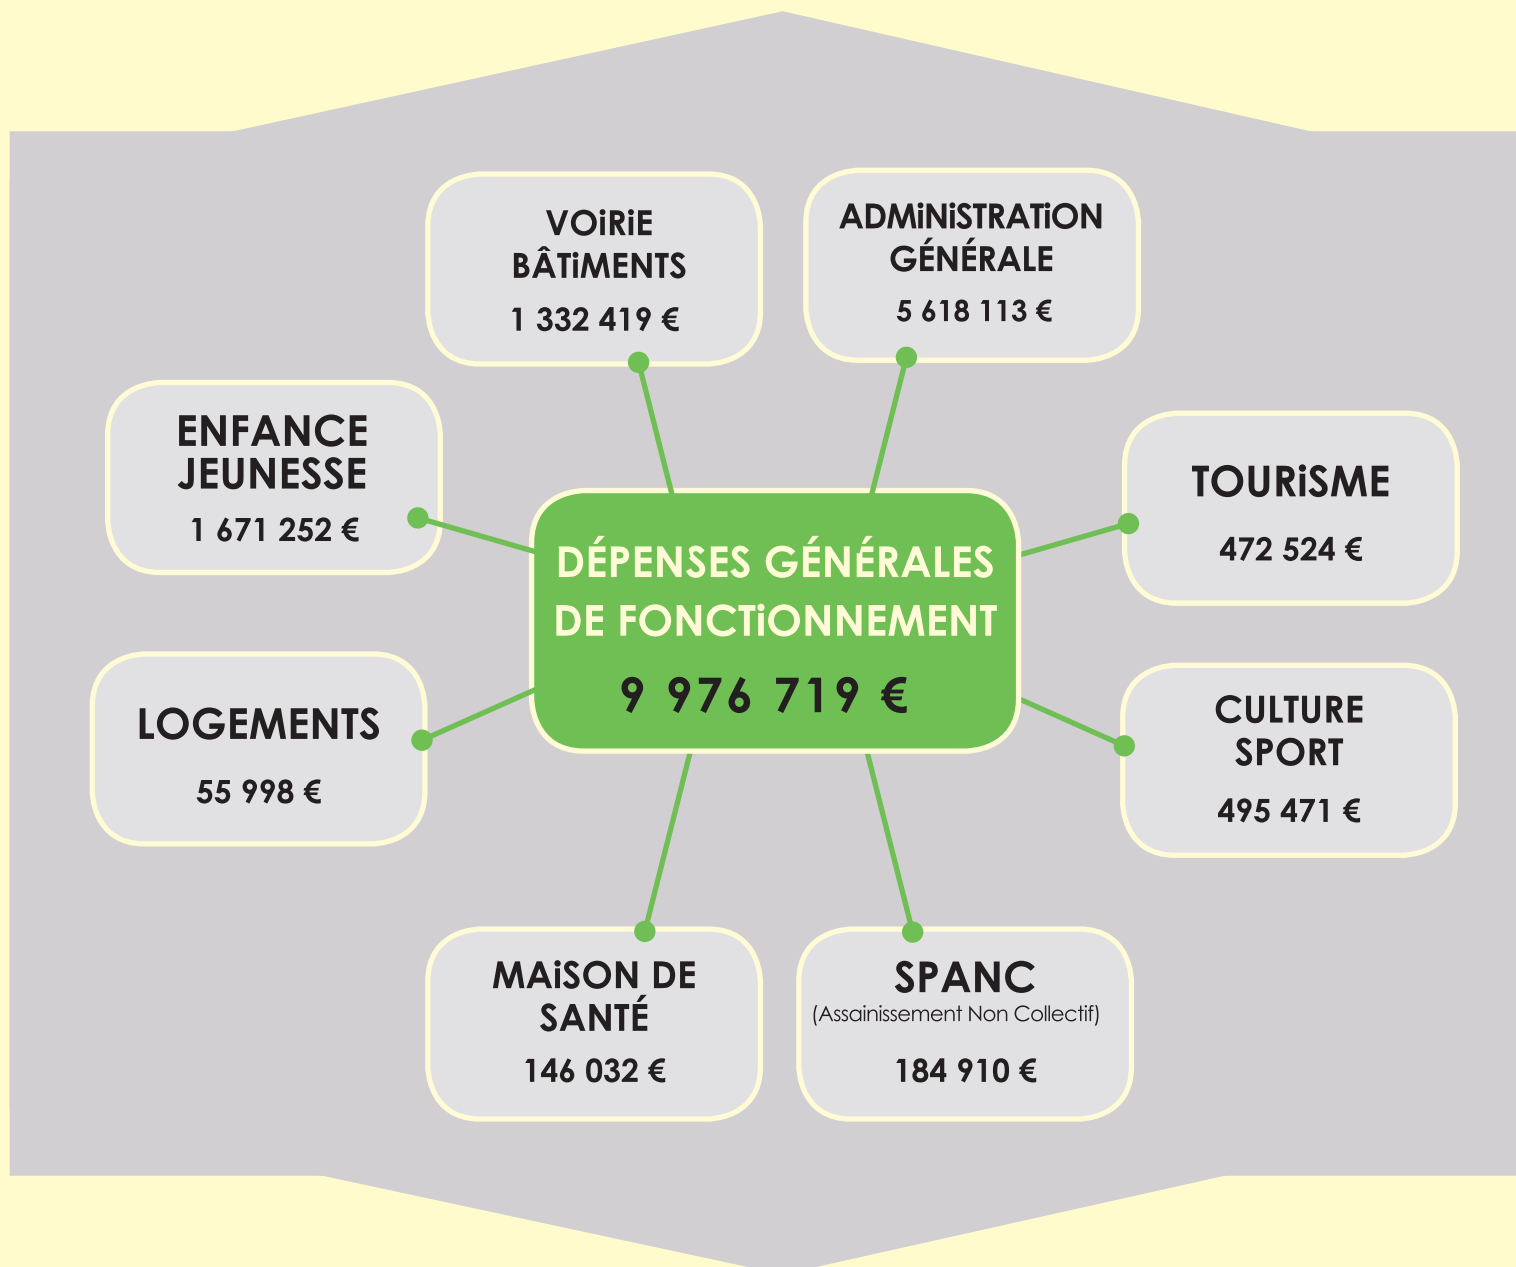 VOiRiE
BÂTiMENTS
1 332 419 €
ADMiNiSTRATiON
GÉNÉRALE
5 618 113 €
ENFANCE
JEUNESSE
1 671 252 €
TOURiSME
472 524 €
DÉPENSES GÉNÉRALES
DE FONCTiONNEMENT
9 976 719 €
LOGEMENTS
55 998 €
CULTURE
SPORT
495 471 €
MAiSON DE
SANTÉ
146 032 €
SPANC
(Assainissement Non Collectif)
184 910 €